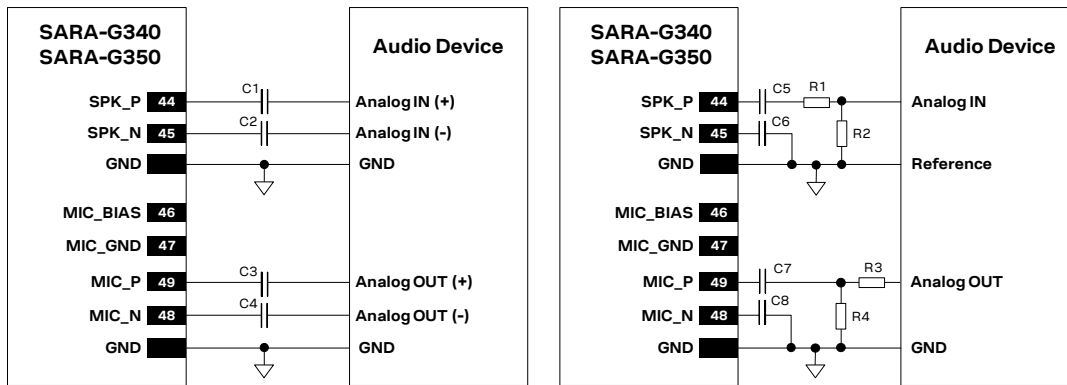 SARA-G340
SARA-G350
Audio Device
SPK_P 44 C1 Analog IN (+)
SPK_N 45 C2 Analog IN (-)
GND GND
MIC_BIAS 46
MIC_GND 47
MIC_P 49 C3 Analog OUT (+)
MIC_N 48 C4 Analog OUT (-)
GND GND
SARA-G340
SARA-G350
Audio Device
SPK_P 44 C5 R1 Analog IN
SPK_N 45 C6 R2
GND Reference
MIC_BIAS 46
MIC_GND 47
MIC_P 49 C7 R3 Analog OUT
MIC_N 48 C8 R4
GND GND